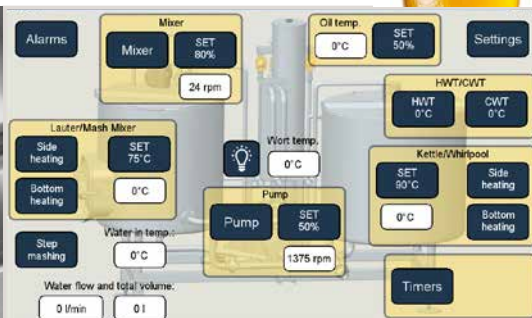 Alarms
Mixer
Mixer
SET
80%
24 rpm
Oil temp.
0°C
SET
50%
Settings
HWT/CWT
HWT
0°C
CWT
0°C
Lauter/Mash Mixer
Side
heating
SET
75°C
Bottom
heating
0°C
Wort temp.
0°C
Kettle/Whirlpool
SET
90°C
Side
heating
0°C
Bottom
heating
Pump
Pump
SET
50%
1375 rpm
Step
mashing
Water in temp.:
0°C
Water flow and total volume:
0 l/min
0 l
Timers